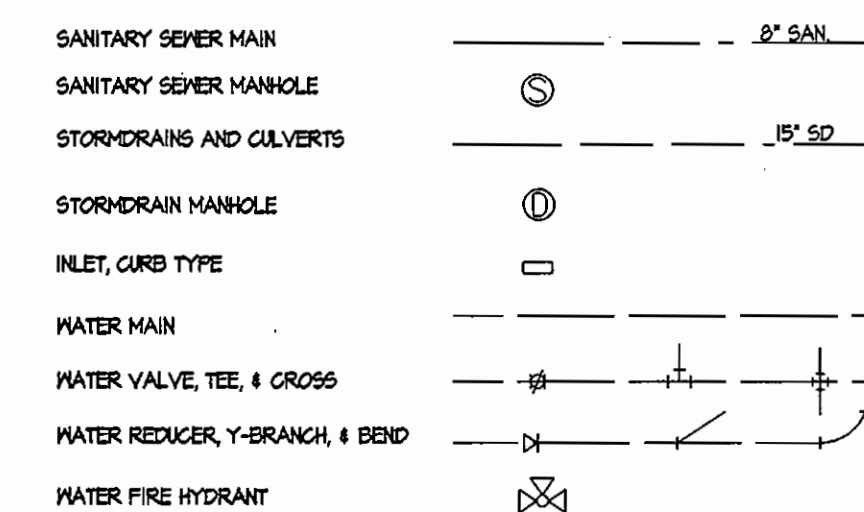 SANITARY SEWER MAIN 8" SAN.
SANITARY SEWER MANHOLE S
STORMDRAINS AND CULVERTS 15" SD
STORMDRAIN MANHOLE D
INLET, CURB TYPE
WATER MAIN
WATER VALVE, TEE, & CROSS
WATER REDUCER, Y-BRANCH, & BEND
WATER FIRE HYDRANT